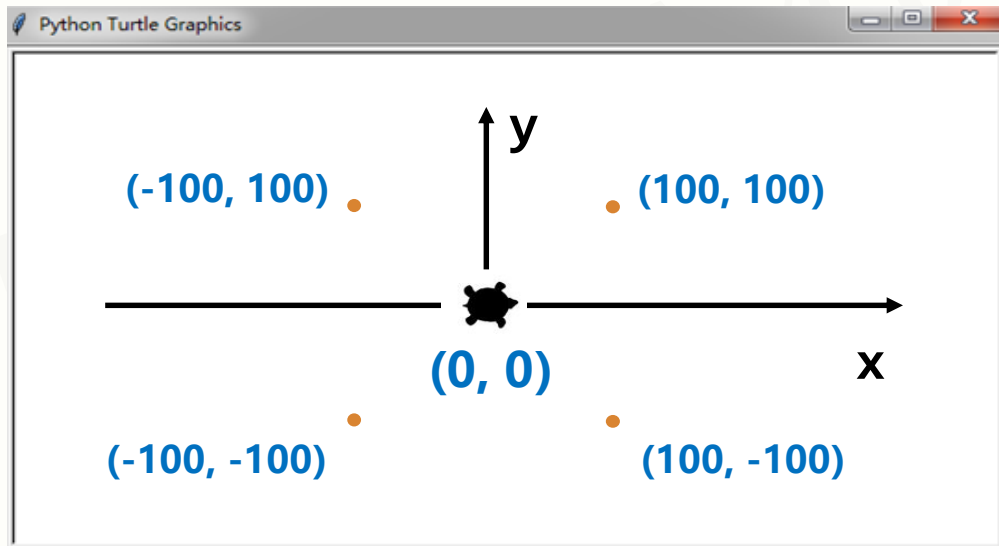 Python Turtle Graphics
y
(-100, 100)
(100, 100)
(0, 0)
x
(-100, -100)
(100, -100)